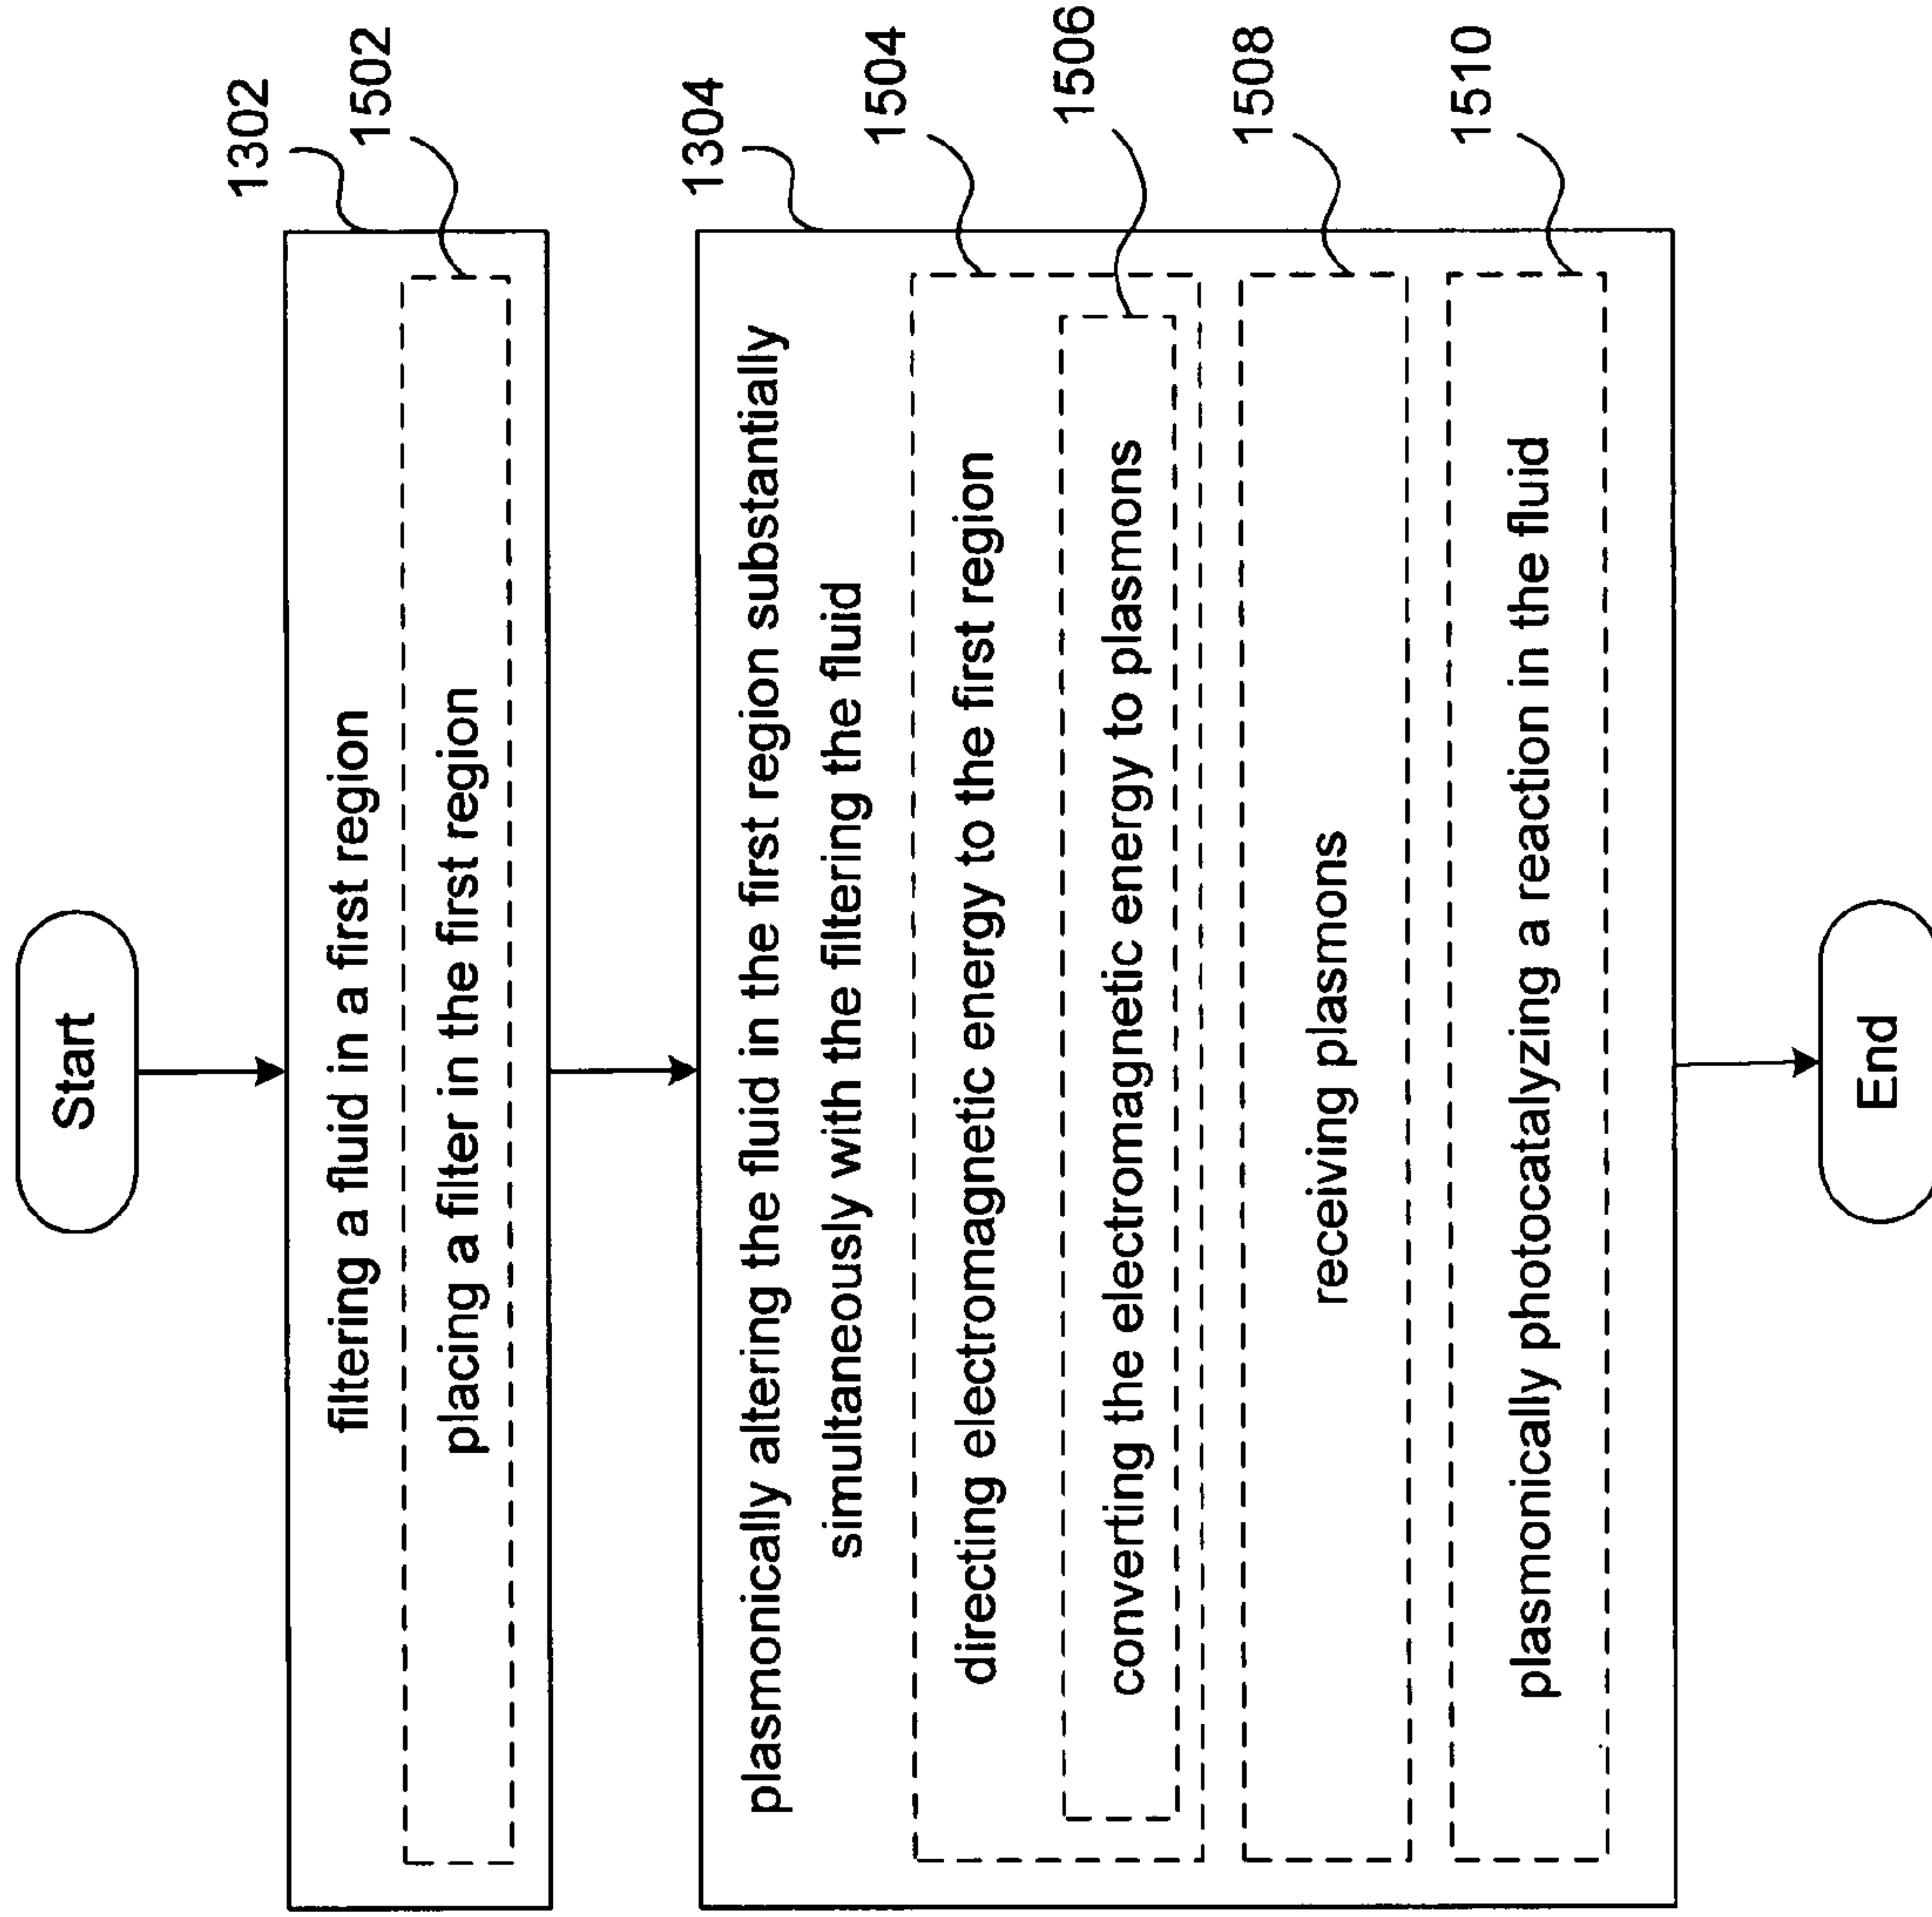 Start
1302
filtering a fluid in a first region
1502
placing a filter in the first region
1304
plasmonically altering the fluid in the first region substantially
simultaneously with the filtering the fluid
1504
directing electromagnetic energy to the first region
1506
converting the electromagnetic energy to plasmons
1508
receiving plasmons
1510
plasmonically photocatalyzing a reaction in the fluid
End